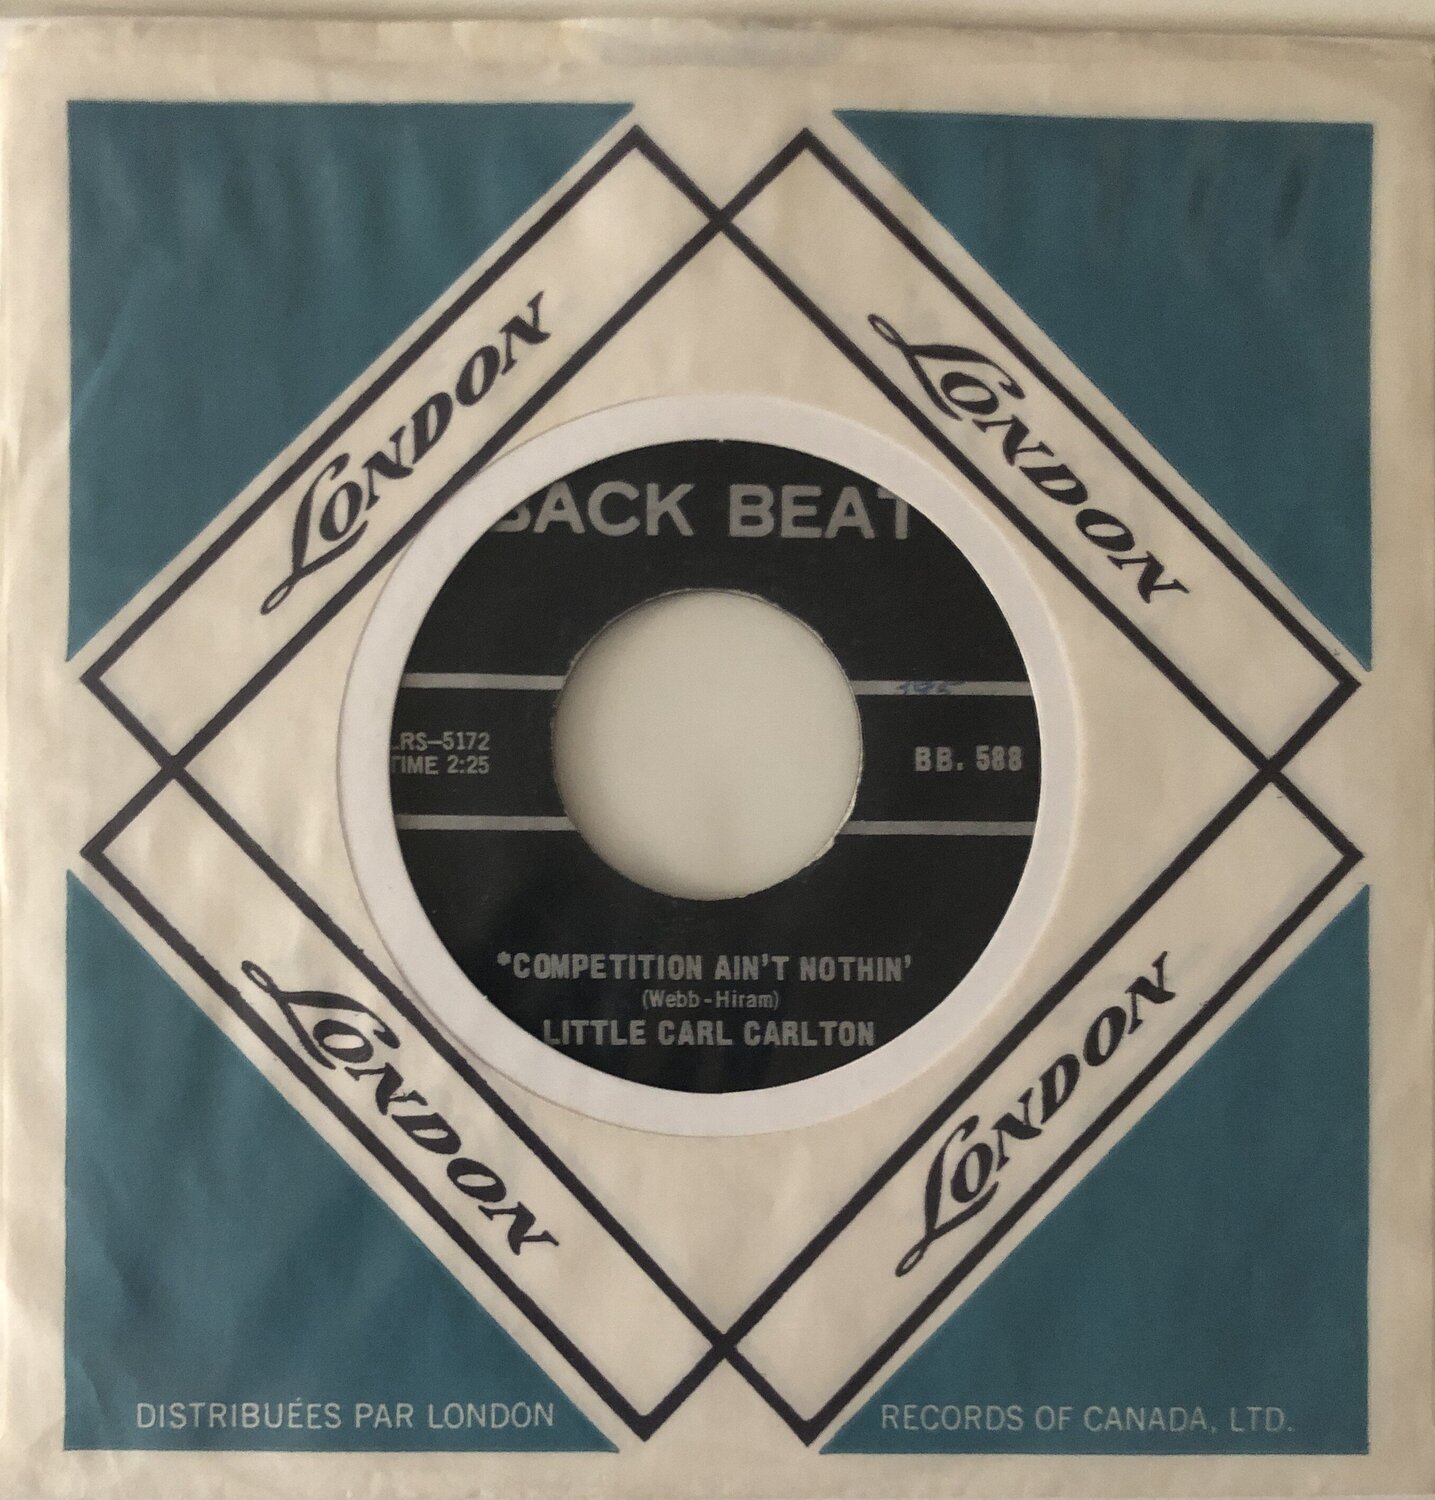 LONDON
LONDON
BACK BEAT
LRS-5172
TIME 2:25
BB. 588
*COMPETITION AIN'T NOTHIN'
(Webb-Hiram)
LITTLE CARL CARLTON
LONDON
LONDON
DISTRIBUÉES PAR LONDON
RECORDS OF CANADA, LTD.